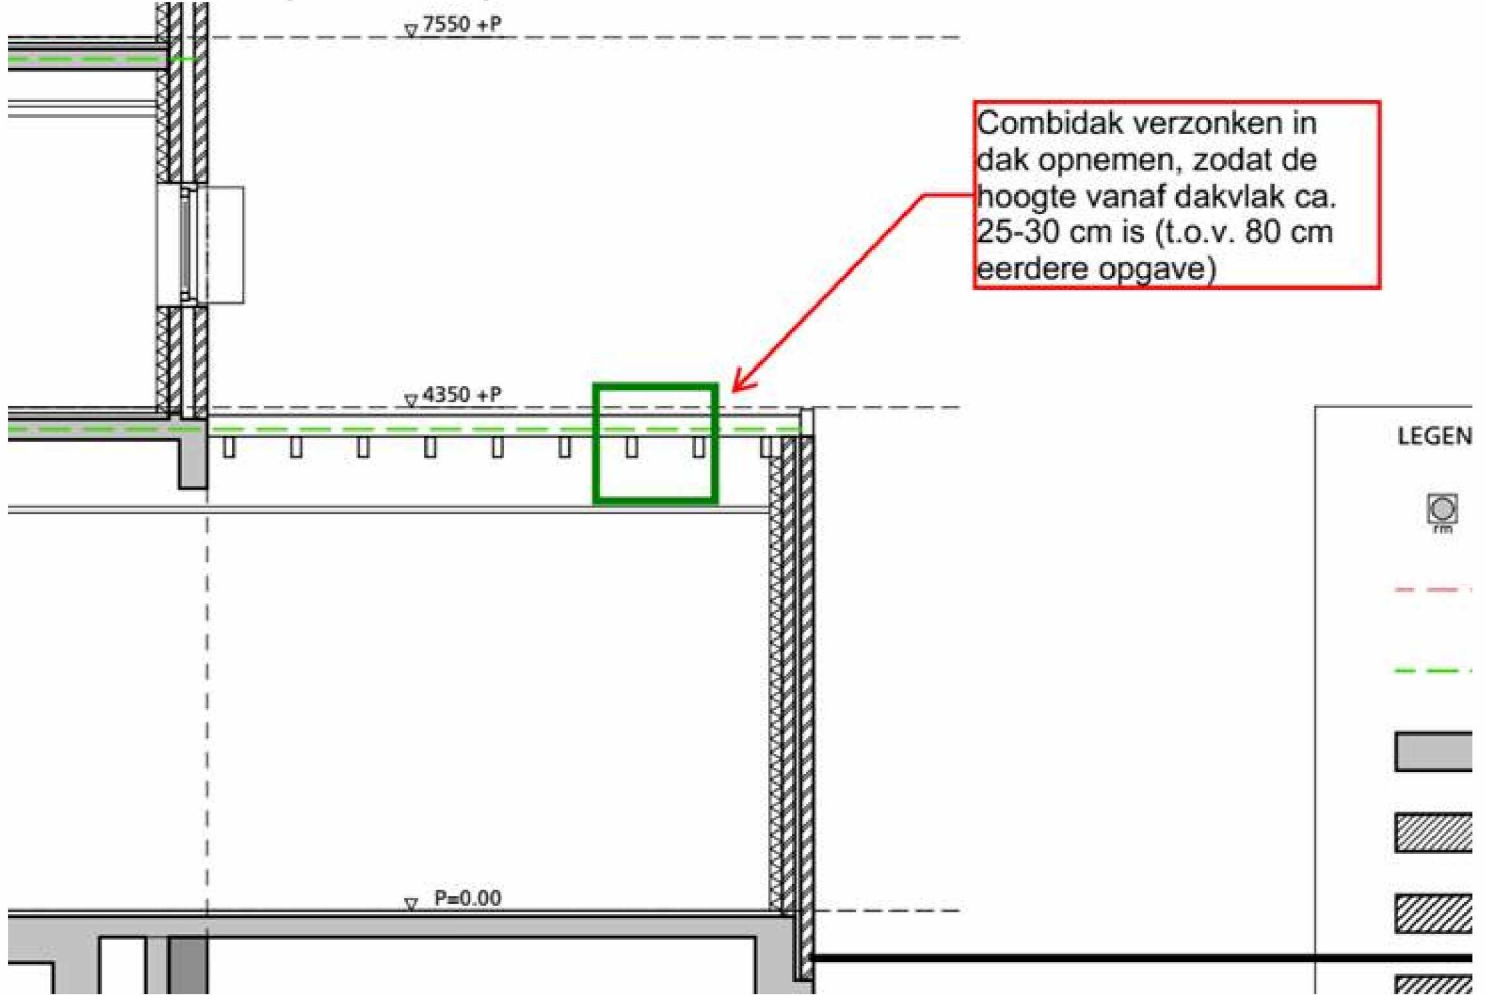 7550 +P
Combidak verzonken in
dak opnemen, zodat de
hoogte vanaf dakvlak ca.
25-30 cm is (t.o.v. 80 cm
eerdere opgave)
4350 +P
LEGEN
rm
P=0.00